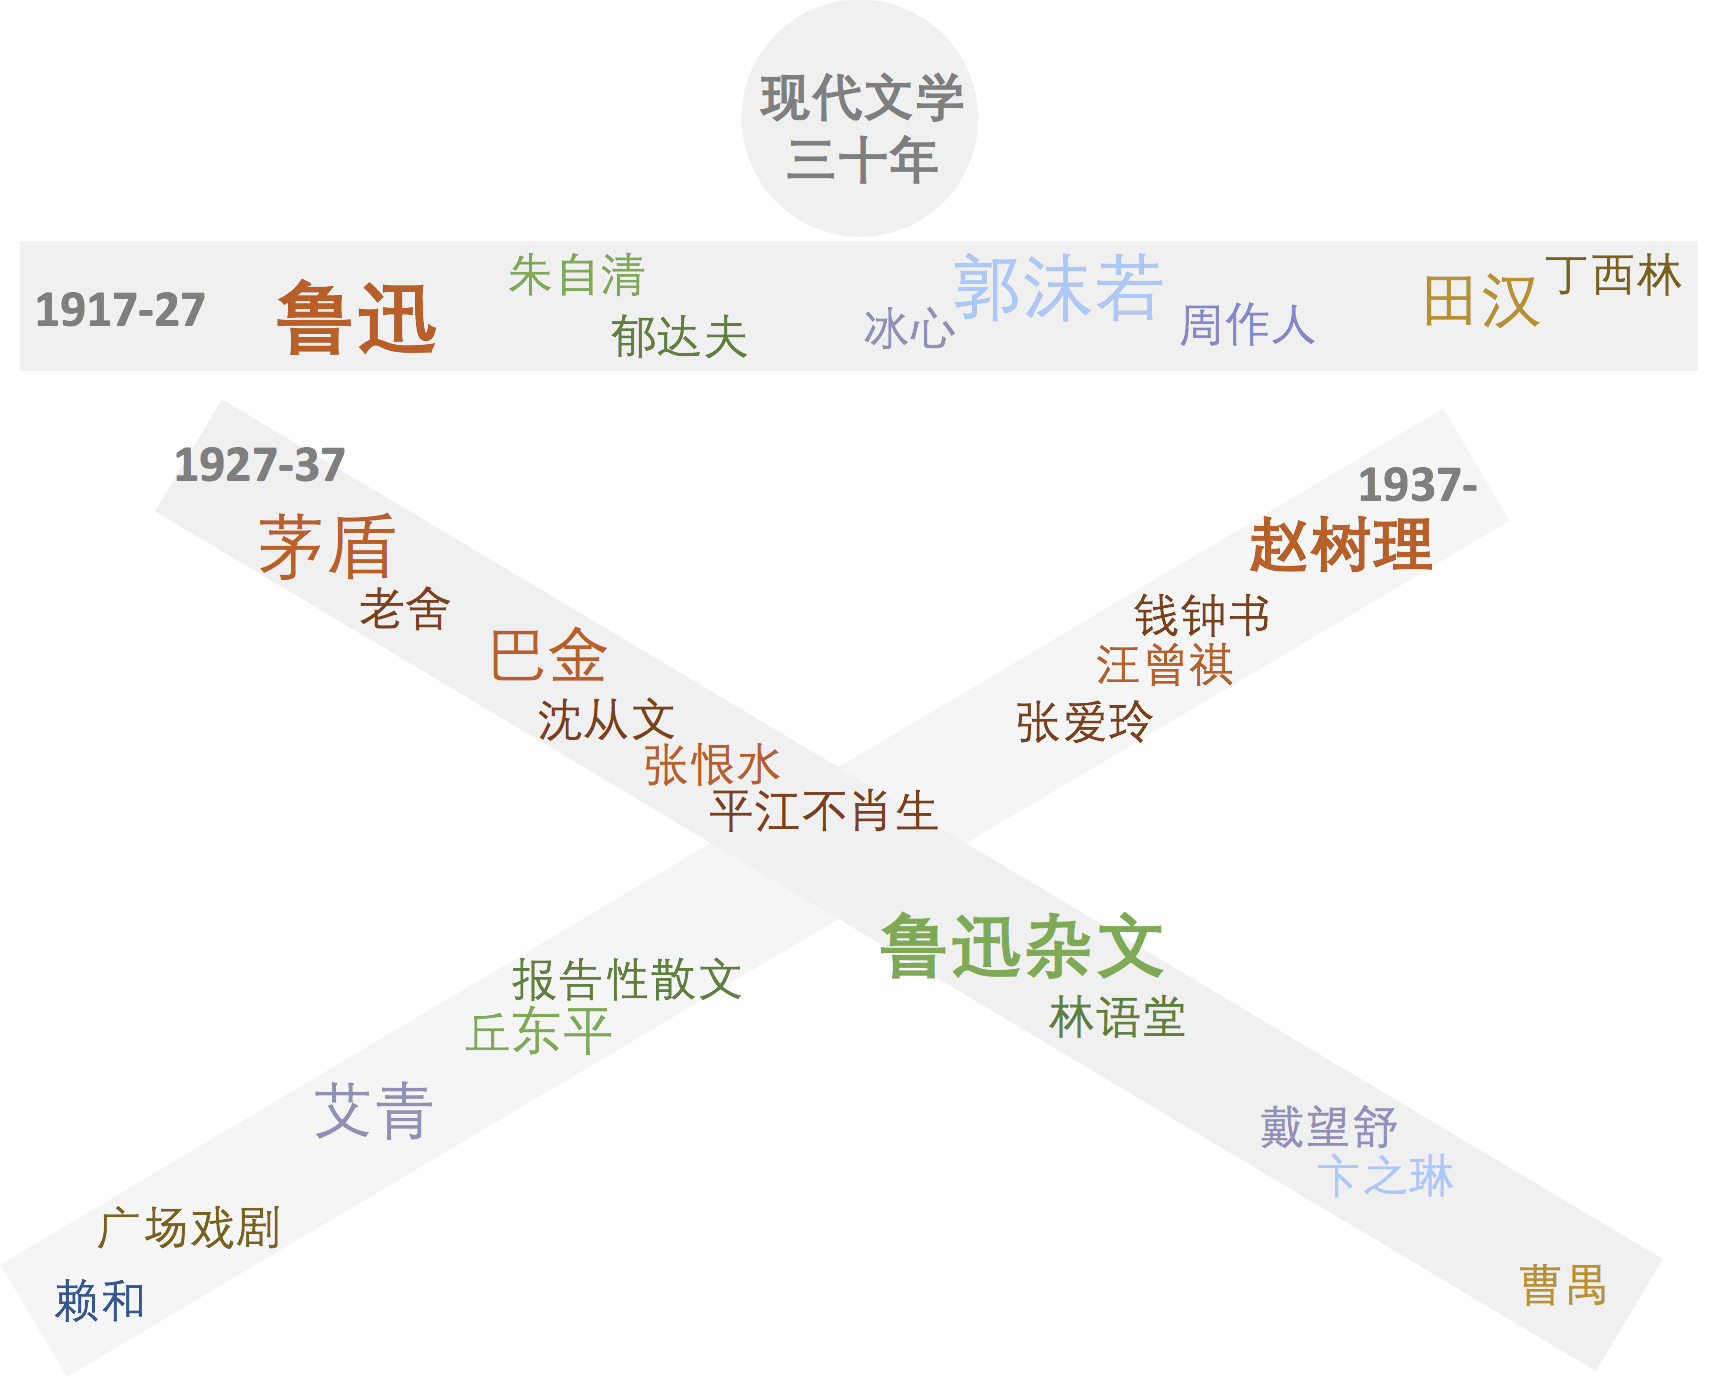 现代文学
三十年
1917-27
鲁迅
朱自清
郁达夫
冰心
郭沫若
周作人
田汉
丁西林
1927-37
茅盾
老舍
巴金
沈从文
张恨水
平江不肖生
鲁迅杂文
林语堂
戴望舒
卞之琳
曹禺
1937-
赵树理
钱钟书
汪曾祺
张爱玲
报告性散文
丘东平
艾青
广场戏剧
赖和